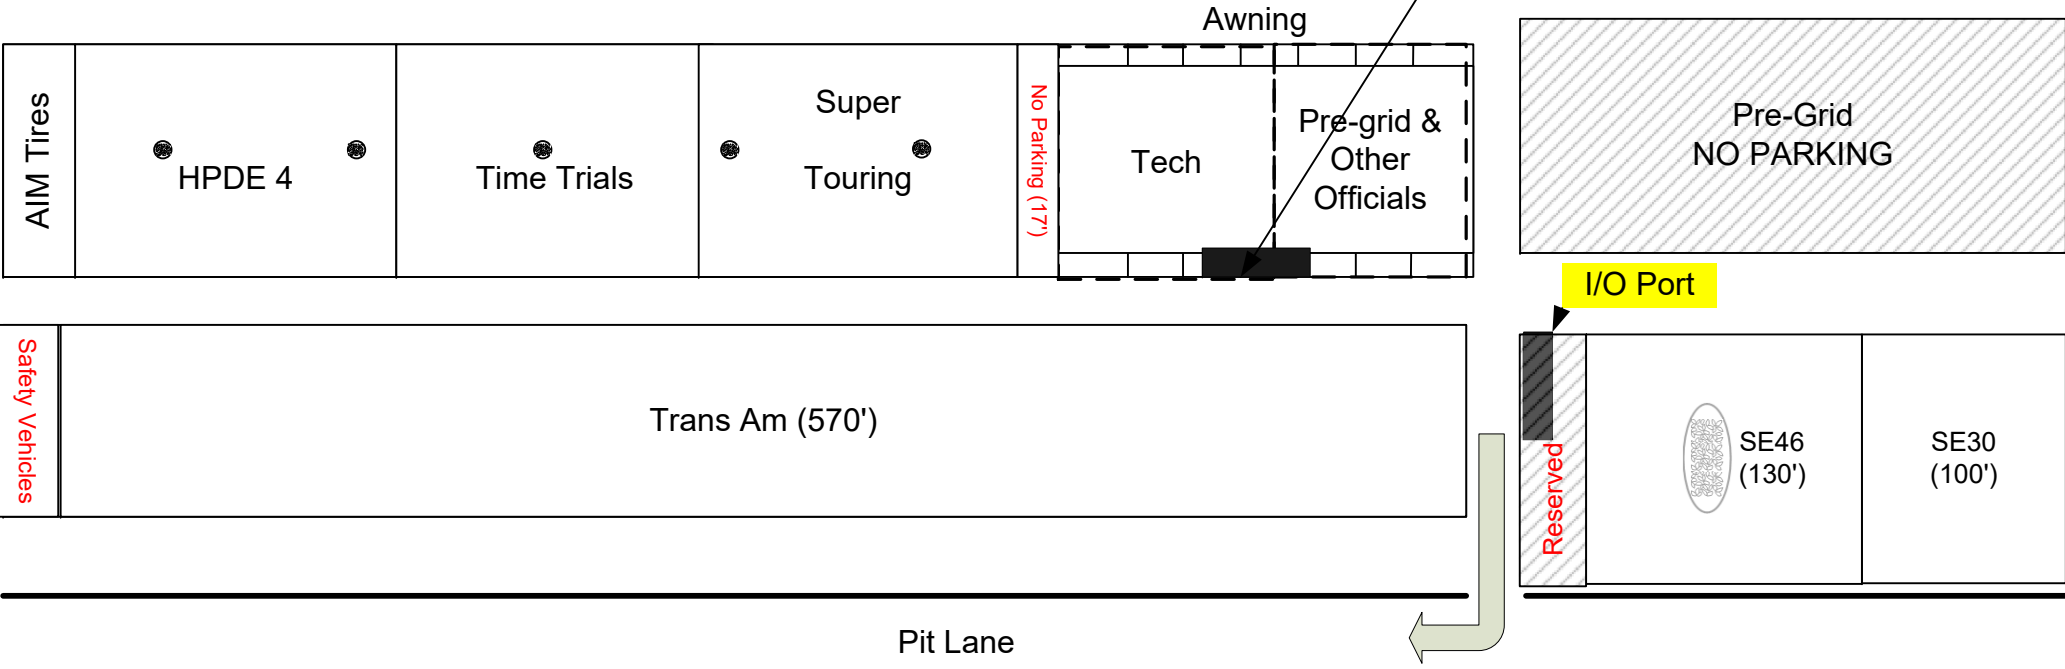 Awning
AIM Tires
HPDE 4
Time Trials
Super
Touring
No Parking (17')
Tech
Pre-grid &
Other
Officials
Pre-Grid
NO PARKING
I/O Port
Safety Vehicles
Trans Am (570')
Reserved
SE46
(130')
SE30
(100')
Pit Lane